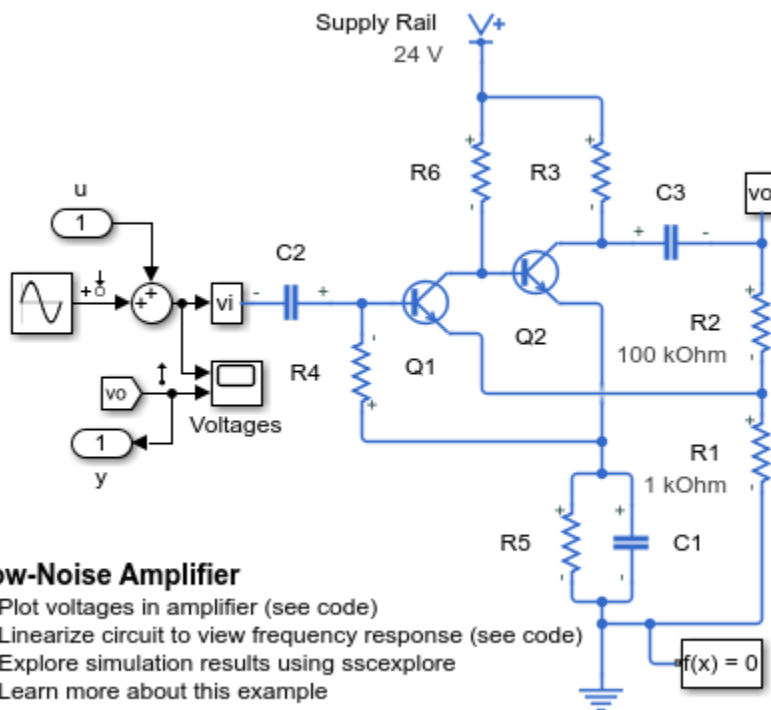 Supply Rail
24 V
R6
R3
C3
vo
u
1
C2
+
+
+
vi
R4
Q1
Q2
R2
100 kOhm
vo
Voltages
1
y
R1
1 kOhm
R5
C1
f(x) = 0
ow-Noise Amplifier
Plot voltages in amplifier (see code)
Linearize circuit to view frequency response (see code)
Explore simulation results using sscexplore
Learn more about this example